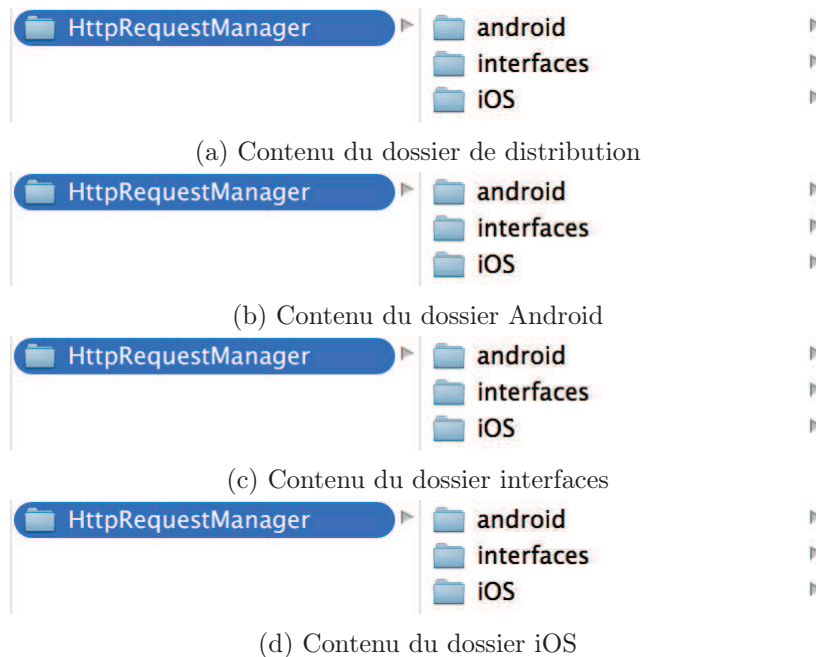 HttpRequestManager android
interfaces
iOS
(a) Contenu du dossier de distribution
HttpRequestManager android
interfaces
iOS
(b) Contenu du dossier Android
HttpRequestManager android
interfaces
iOS
(c) Contenu du dossier interfaces
HttpRequestManager android
interfaces
iOS
(d) Contenu du dossier iOS